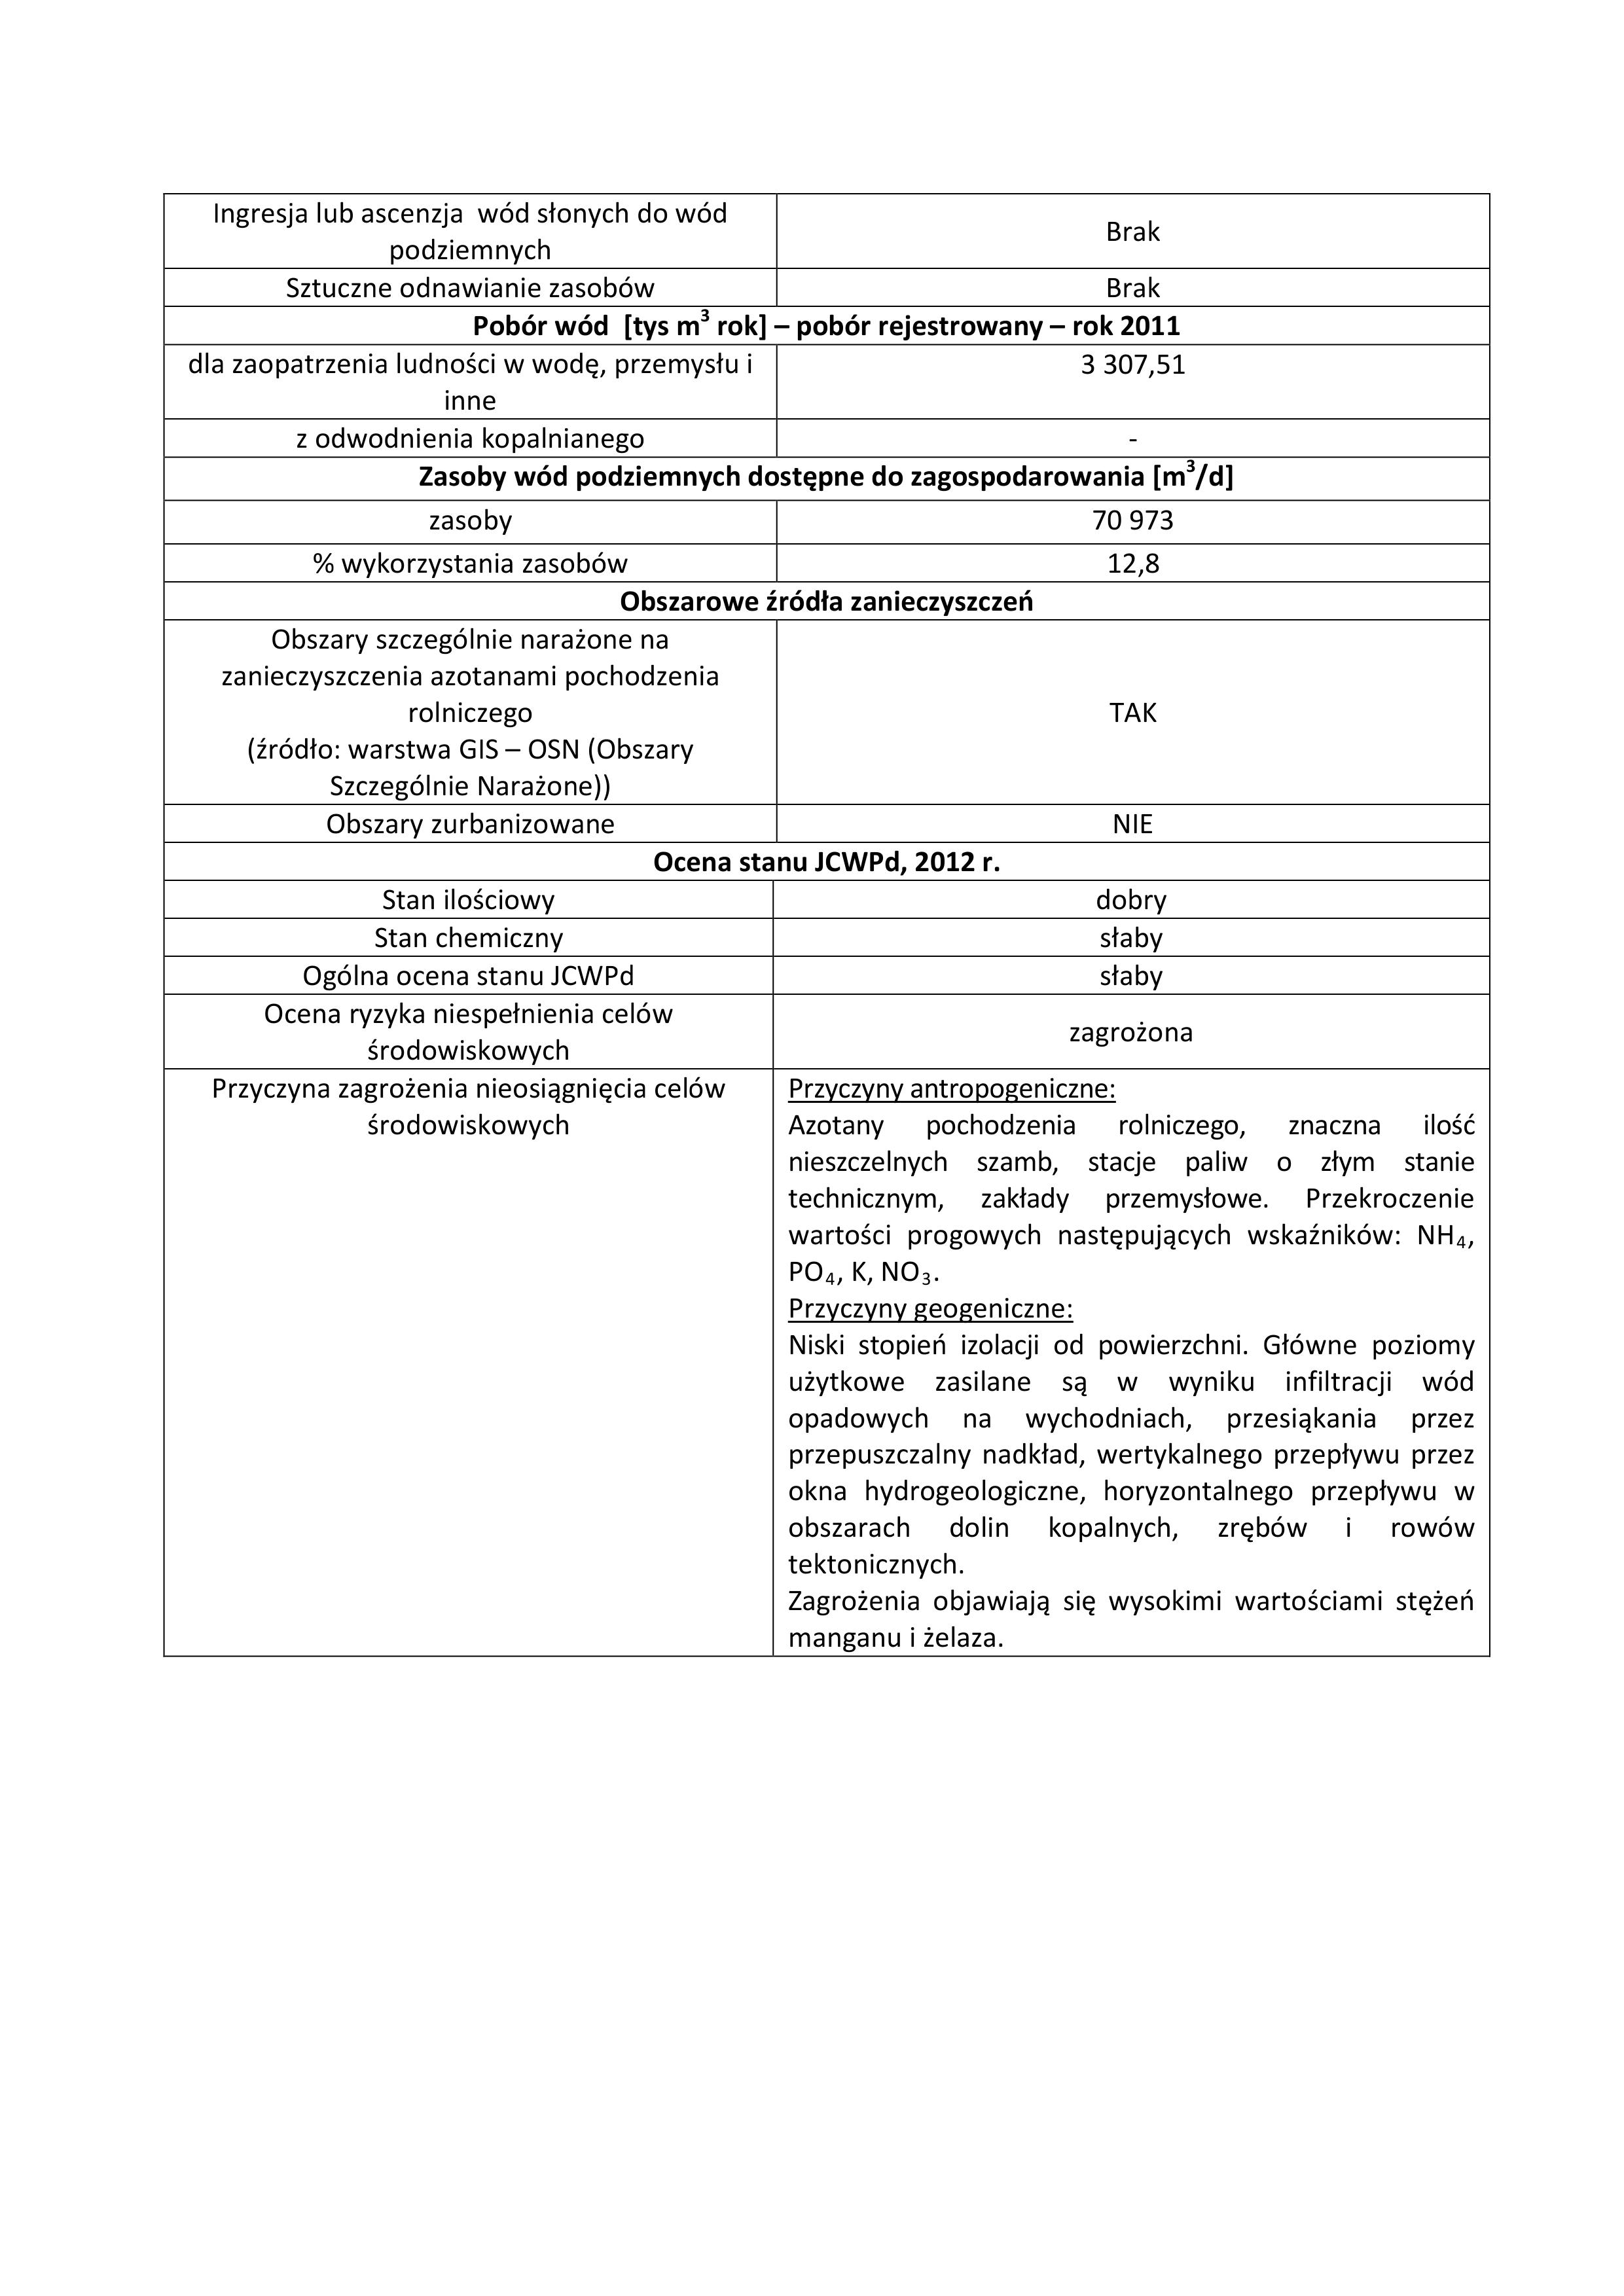 Ingresja lub ascenzja  wód słonych do wód
podziemnych
Brak
Sztuczne odnawianie zasobów
Brak
Pobór wód  [tys m³ rok] – pobór rejestrowany – rok 2011
dla zaopatrzenia ludności w wodę, przemysłu i
inne
3 307,51
z odwodnienia kopalnianego
-
Zasoby wód podziemnych dostępne do zagospodarowania [m³/d]
zasoby
70 973
% wykorzystania zasobów
12,8
Obszarowe źródła zanieczyszczeń
Obszary szczególnie narażone na
zanieczyszczenia azotanami pochodzenia
rolniczego
(źródło: warstwa GIS – OSN (Obszary
Szczególnie Narażone))
TAK
Obszary zurbanizowane
NIE
Ocena stanu JCWPd, 2012 r.
Stan ilościowy
dobry
Stan chemiczny
słaby
Ogólna ocena stanu JCWPd
słaby
Ocena ryzyka niespełnienia celów
środowiskowych
zagrożona
Przyczyna zagrożenia nieosiągnięcia celów
środowiskowych
Przyczyny antropogeniczne:
Azotany pochodzenia rolniczego, znaczna ilość
nieszczelnych szamb, stacje paliw o złym stanie
technicznym, zakłady przemysłowe. Przekroczenie
wartości progowych następujących wskaźników: NH₄,
PO₄, K, NO₃.
Przyczyny geogeniczne:
Niski stopień izolacji od powierzchni. Główne poziomy
użytkowe zasilane są w wyniku infiltracji wód
opadowych na wychodniach, przesiąkania przez
przepuszczalny nadkład, wertykalnego przepływu przez
okna hydrogeologiczne, horyzontalnego przepływu w
obszarach dolin kopalnych, zrębów i rowów
tektonicznych.
Zagrożenia objawiają się wysokimi wartościami stężeń
manganu i żelaza.